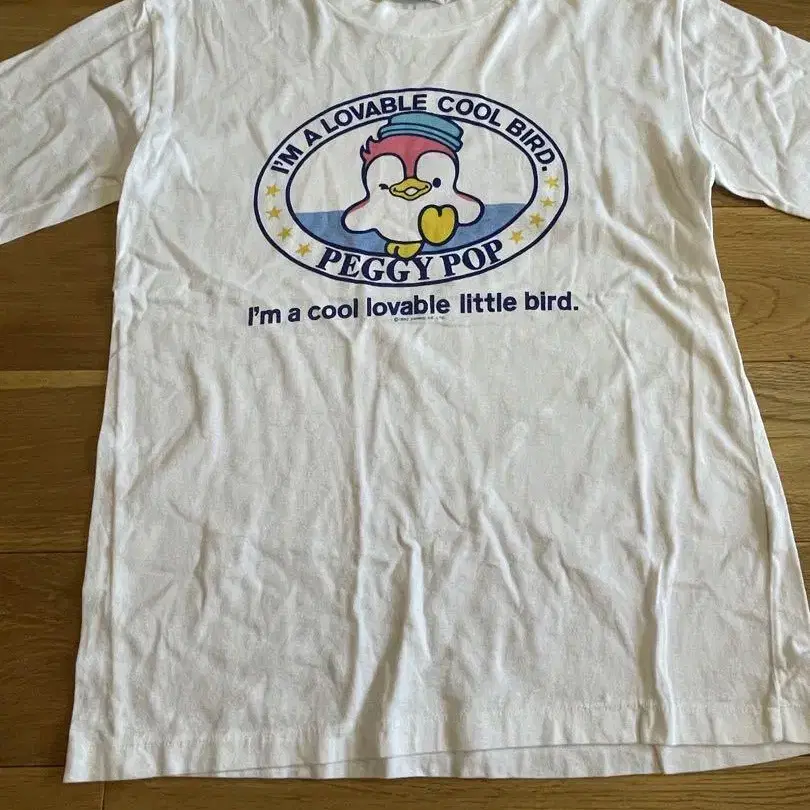 I'M A LOVABLE COOL BIRD.
PEGGY POP
I'm a cool lovable little bird.